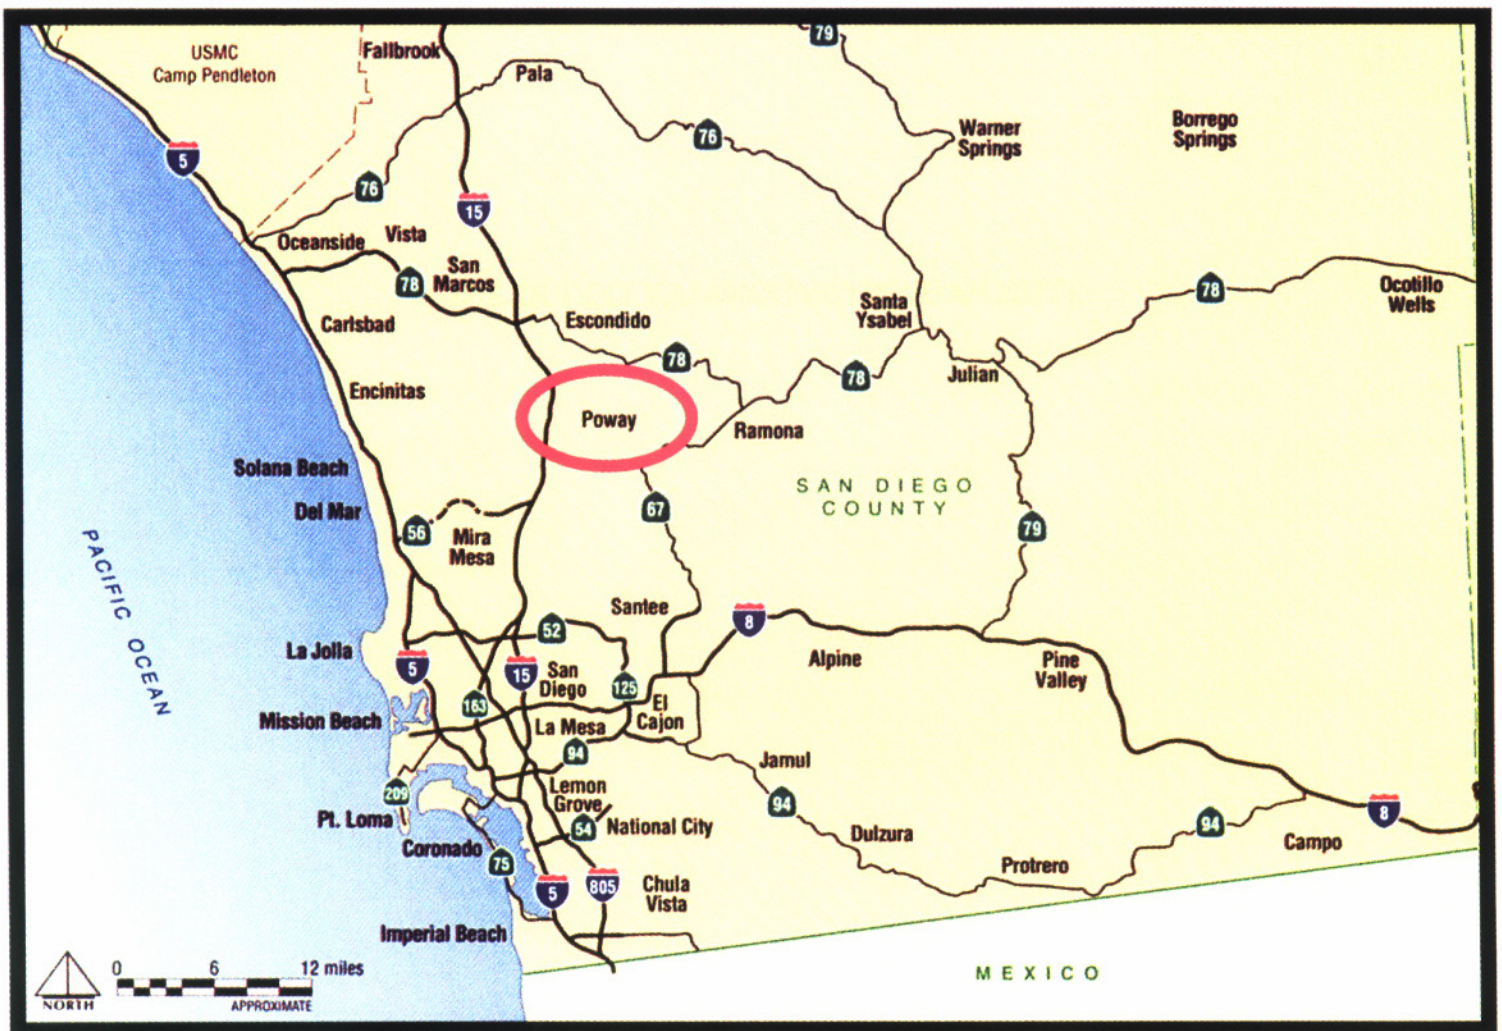 79
USMC
Camp Pendleton
Fallbrook
Pala
76
Warner
Springs
Borrego
Springs
5
76
15
Oceanside
Vista
San
Marcos
78
Santa
Ysabel
78
Ocotillo
Wells
Carlsbad
Escondido
78
78
Julian
Encinitas
Poway
Ramona
Solana Beach
SAN DIEGO
COUNTY
Del Mar
67
56
Mira
Mesa
79
PACIFIC OCEAN
Santee
8
52
La Jolla
5
15
San
Diego
125
Alpine
Pine
Valley
163
El
Cajon
Mission Beach
La Mesa
94
Jamul
209
Lemon
Grove
94
Pt. Loma
54
National City
Dulzura
94
8
Campo
Coronado
75
Protrero
5
805
Chula
Vista
Imperial Beach
0 6 12 miles
APPROXIMATE
NORTH
MEXICO